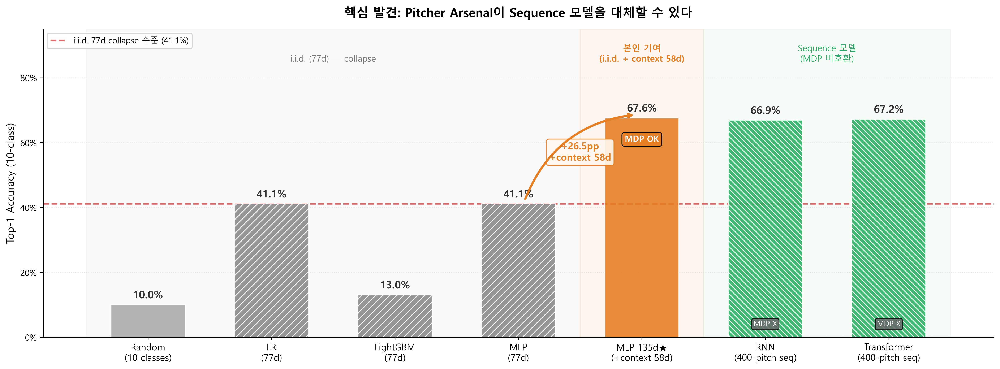 핵심 발견: Pitcher Arsenal이 Sequence 모델을 대체할 수 있다
i.i.d. 77d collapse 수준 (41.1%)
i.i.d. (77d) — collapse
본인 기여
(i.i.d. + context 58d)
Sequence 모델
(MDP 비호환)
Top-1 Accuracy (10-class)
80%
60%
40%
20%
0%
10.0%
41.1%
13.0%
41.1%
67.6%
66.9%
67.2%
+26.5pp
+context 58d
MDP OK
MDP X
MDP X
Random
(10 classes)
LR
(77d)
LightGBM
(77d)
MLP
(77d)
MLP 135d★
(+context 58d)
RNN
(400-pitch seq)
Transformer
(400-pitch seq)